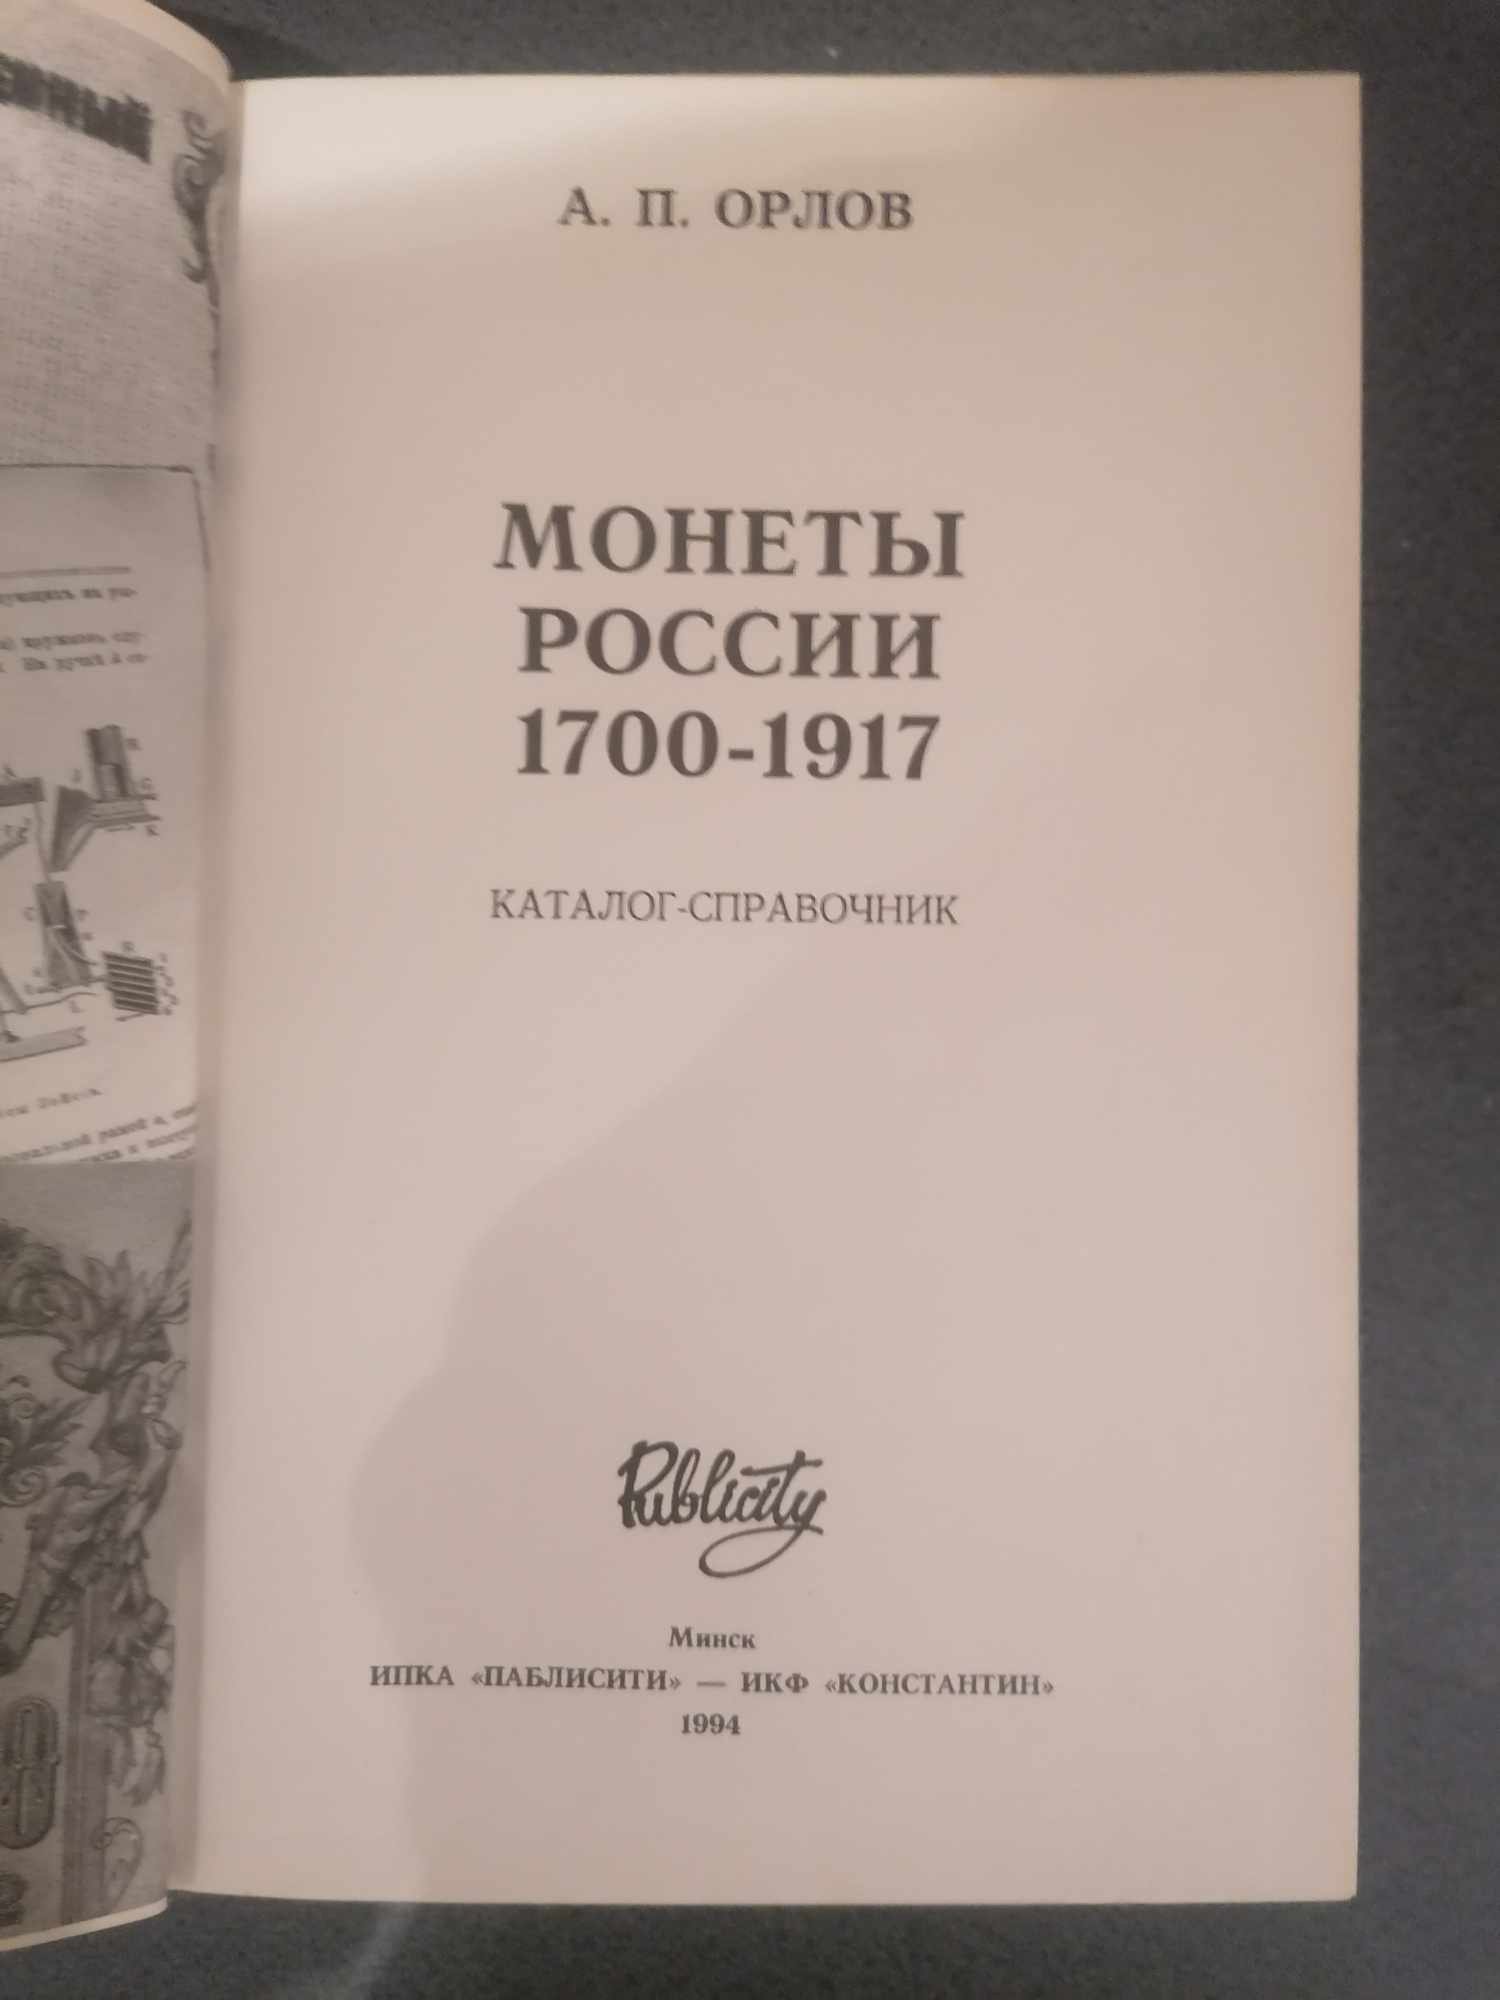 А. П. ОРЛОВ
МОНЕТЫ
РОССИИ
1700-1917
КАТАЛОГ-СПРАВОЧНИК
Publicity
Минск
ИПКА «ПАБЛИСИТИ» — ИКФ «КОНСТАНТИН»
1994